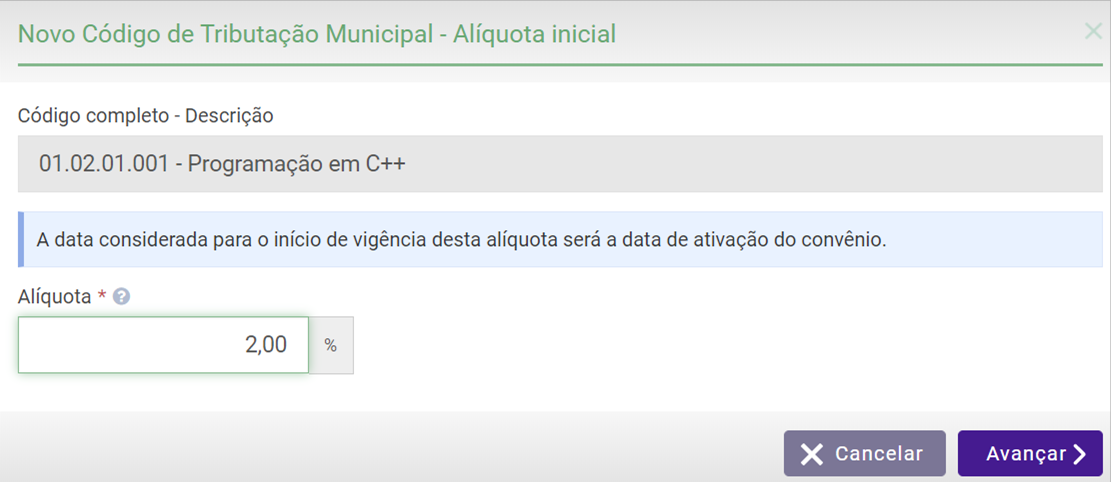 Novo Código de Tributação Municipal - Alíquota inicial
Código completo - Descrição
01.02.01.001 - Programação em C++
A data considerada para o início de vigência desta alíquota será a data de ativação do convênio.
Alíquota * ?
2,00 %
Cancelar Avançar